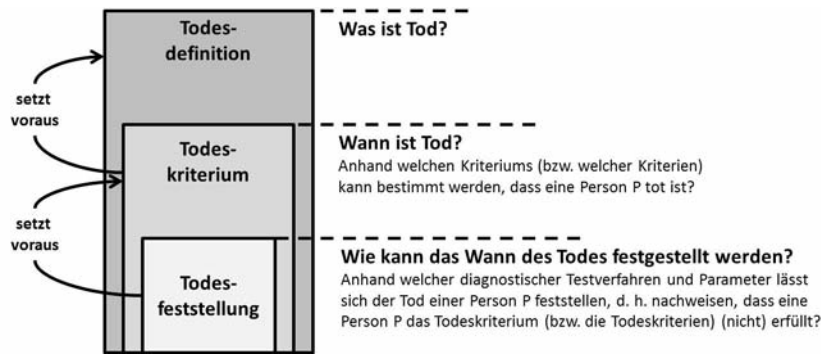 Todes-
definition
Was ist Tod?
setzt
voraus
Todes-
kriterium
Wann ist Tod?
Anhand welchen Kriteriums (bzw. welcher Kriterien)
kann bestimmt werden, dass eine Person P tot ist?
setzt
voraus
Todes-
feststellung
Wie kann das Wann des Todes festgestellt werden?
Anhand welcher diagnostischer Testverfahren und Parameter lässt
sich der Tod einer Person P feststellen, d. h. nachweisen, dass eine
Person P das Todeskriterium (bzw. die Todeskriterien) (nicht) erfüllt?